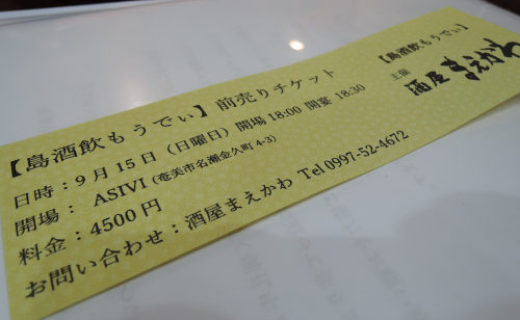 【島酒飲もうでぃ】前売りチケット
日時：9月15日（日曜日）開場 18:00 開宴 18:30
開場： ASIVI (奄美市名瀬金久町 4-3)
料金：4500円
お問い合わせ：酒屋まえかわ Tel 0997-52-4672
【島酒飲もうでぃ】
主催
酒屋まえかわ